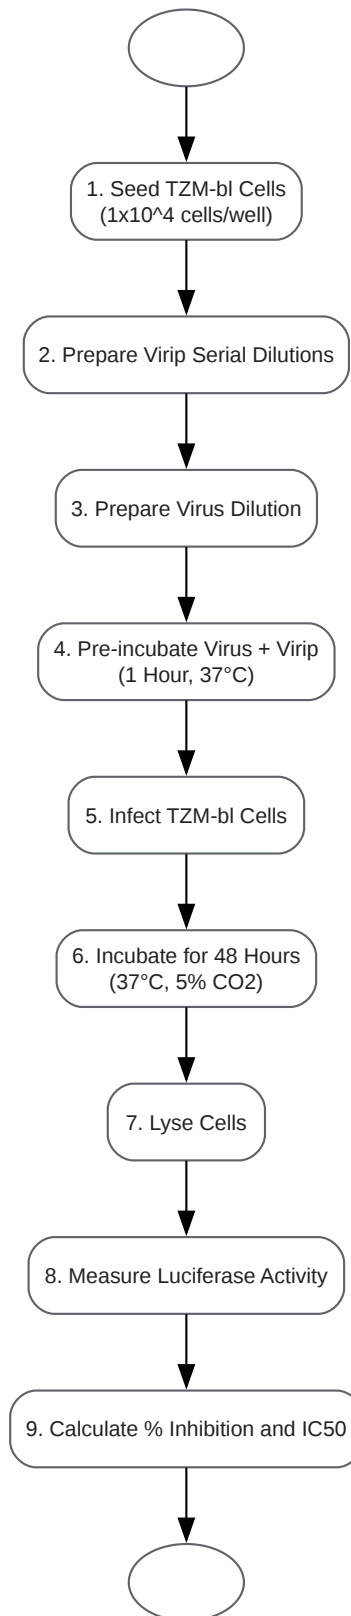 1. Seed TZM-bl Cells
(1x10^4 cells/well)
2. Prepare Virip Serial Dilutions
3. Prepare Virus Dilution
4. Pre-incubate Virus + Virip
(1 Hour, 37°C)
5. Infect TZM-bl Cells
6. Incubate for 48 Hours
(37°C, 5% CO2)
7. Lyse Cells
8. Measure Luciferase Activity
9. Calculate % Inhibition and IC50